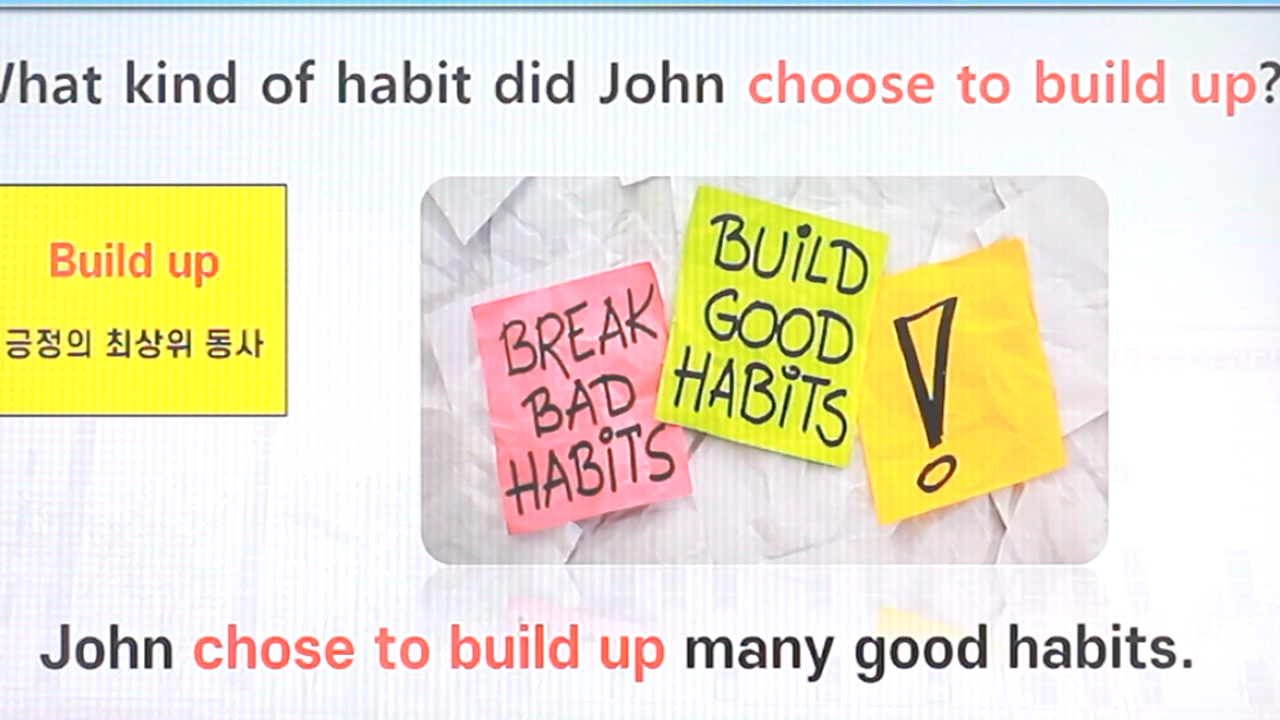 What kind of habit did John choose to build up?
Build up
긍정의 최상위 동사
BREAK
BAD
HABiTS
BUiLD
GOOD
HABiTS
!
John chose to build up many good habits.